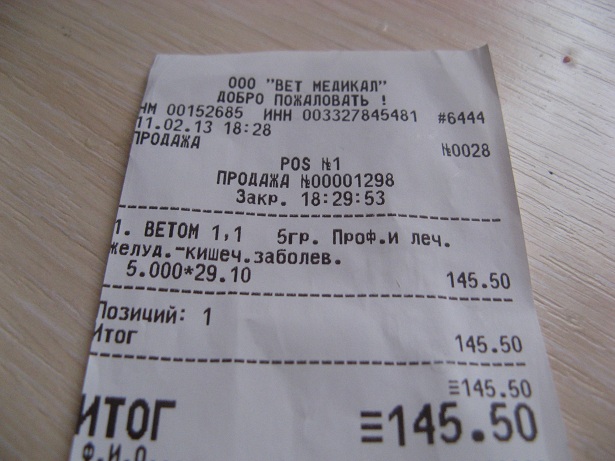 ООО "ВЕТ МЕДИКАЛ"
ДОБРО ПОЖАЛОВАТЬ !
НМ 00152685 ИНН 003327845481 #6444
11.02.13 18:28
ПРОДАЖА №0028
POS №1
ПРОДАЖА №00001298
Закр. 18:29:53
1. ВЕТОМ 1,1 5гр. Проф.и леч.
желуд.-кишеч.заболев.
5.000*29.10 145.50
Позиций: 1
Итог 145.50
≡145.50
ИТОГ ≡145.50
Ф.И.О.